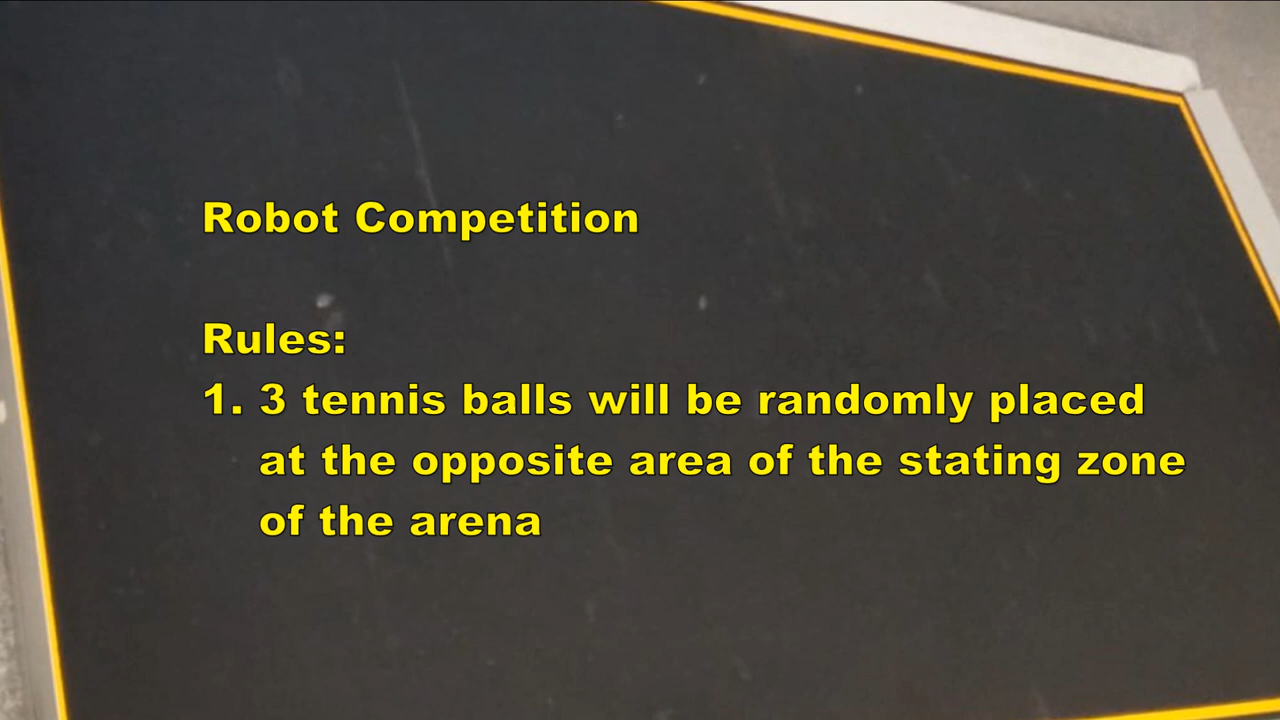 Robot Competition
Rules:
1. 3 tennis balls will be randomly placed
at the opposite area of the stating zone
of the arena